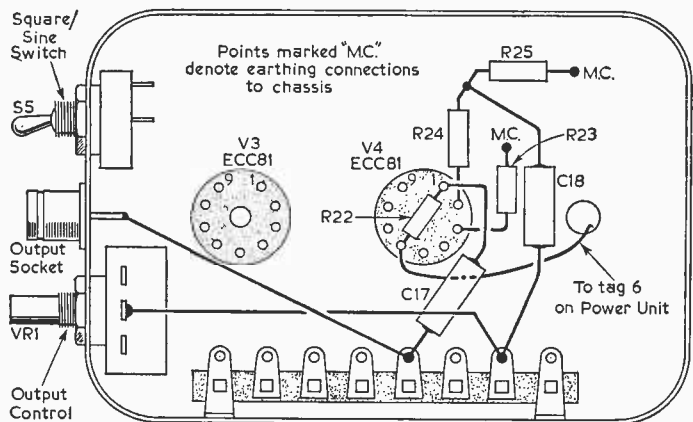 Square/
Sine
Switch
S5
Points marked "M.C."
denote earthing connections
to chassis
R25
M.C.
V3
ECC81
9 1
V4
ECC81
9 1
R24
M.C.
R23
C18
R22
Output
Socket
C17
To tag 6
on Power Unit
VR1
Output
Control